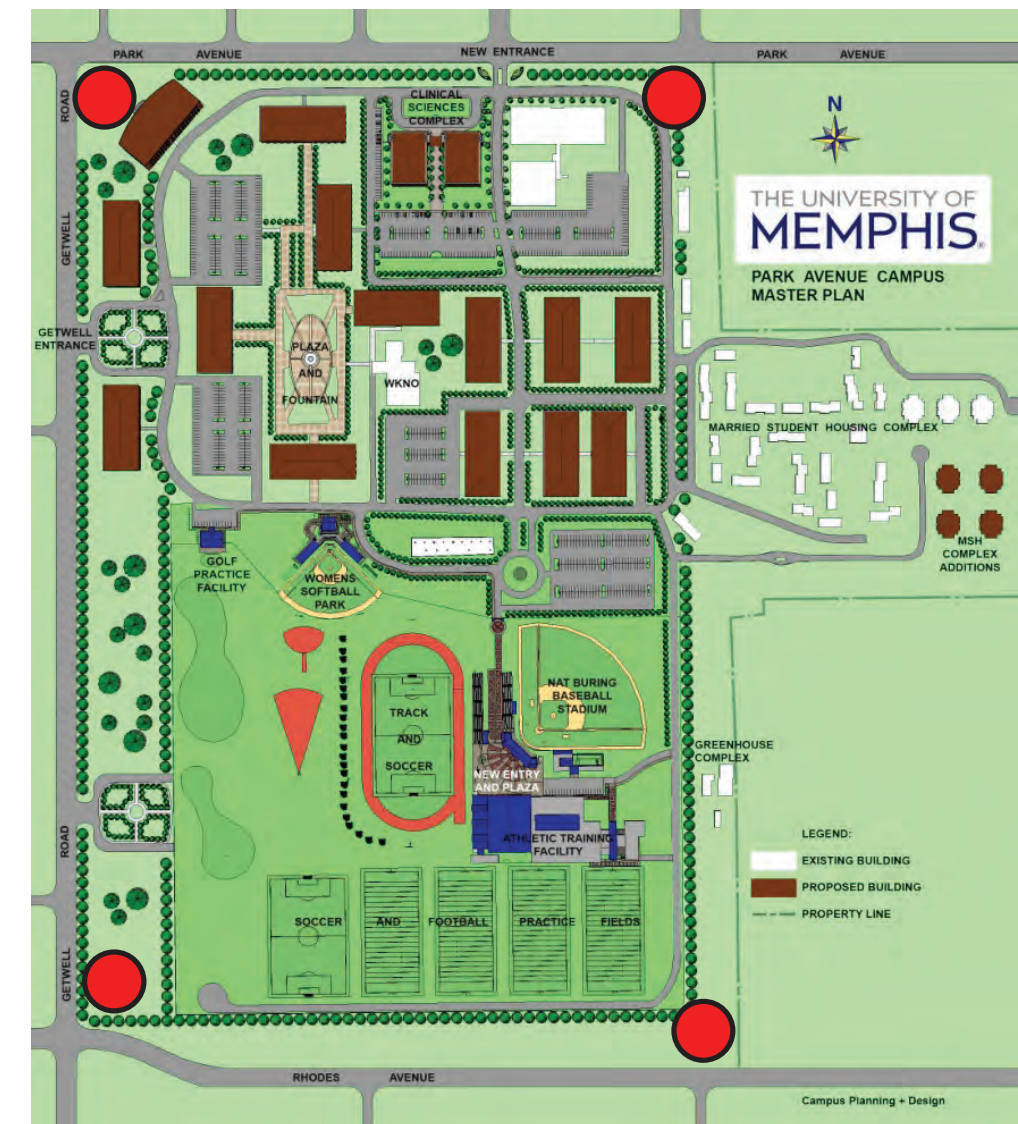 PARK AVENUE
NEW ENTRANCE
PARK AVENUE
ROAD
GETWELL
CLINICAL
SCIENCES
COMPLEX
N
THE UNIVERSITY OF
MEMPHIS®
PARK AVENUE CAMPUS
MASTER PLAN
GETWELL
ENTRANCE
PLAZA
AND
FOUNTAIN
WKNO
MARRIED STUDENT HOUSING COMPLEX
MSH
COMPLEX
ADDITIONS
GOLF
PRACTICE
FACILITY
WOMENS
SOFTBALL
PARK
TRACK
AND
SOCCER
NAT BURING
BASEBALL
STADIUM
NEW ENTRY
AND PLAZA
GREENHOUSE
COMPLEX
ATHLETIC TRAINING
FACILITY
ROAD
GETWELL
SOCCER AND FOOTBALL PRACTICE FIELDS
LEGEND:
EXISTING BUILDING
PROPOSED BUILDING
PROPERTY LINE
RHODES AVENUE
Campus Planning + Design